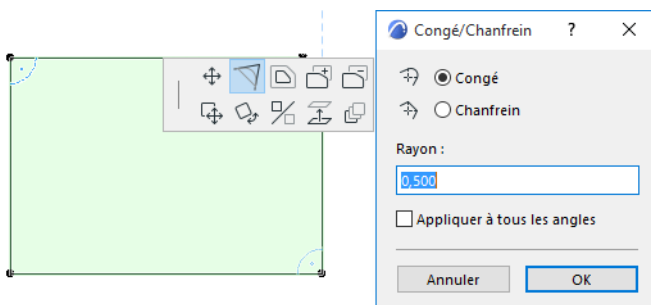 Congé/Chanfrein ?
Congé
Chanfrein
Rayon :
0,500
Appliquer à tous les angles
Annuler OK